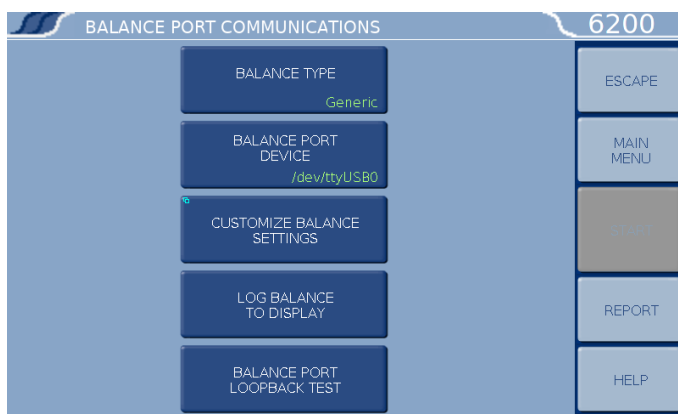 BALANCE PORT COMMUNICATIONS
6200
BALANCE TYPE
Generic
BALANCE PORT
DEVICE
/dev/ttyUSB0
CUSTOMIZE BALANCE
SETTINGS
LOG BALANCE
TO DISPLAY
BALANCE PORT
LOOPBACK TEST
ESCAPE
MAIN
MENU
REPORT
HELP